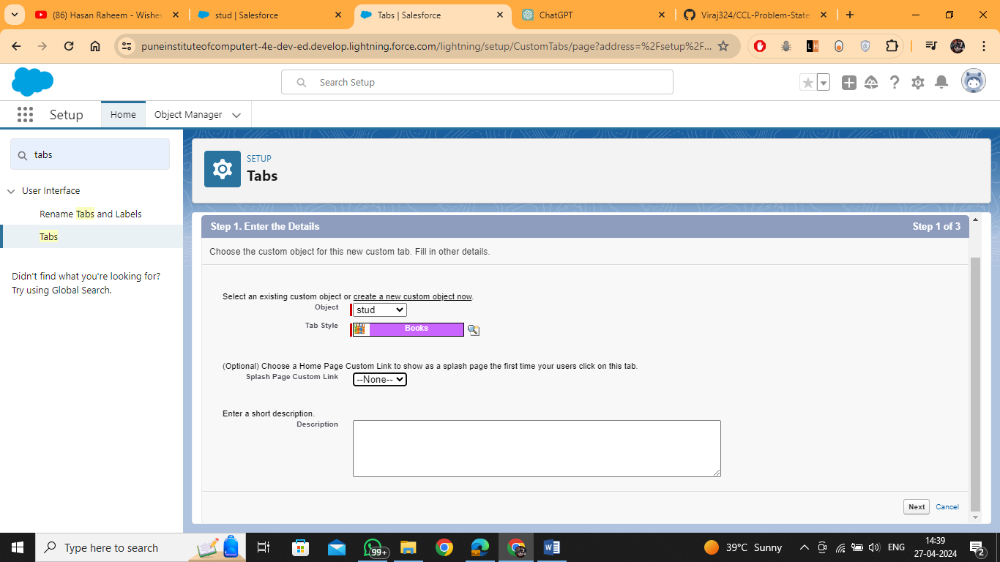 (86) Hasan Raheem - Wishes
stud | Salesforce
Tabs | Salesforce
ChatGPT
Viraj324/CCL-Problem-State
puneinstituteofcomputert-4e-dev-ed.develop.lightning.force.com/lightning/setup/CustomTabs/page?address=%2Fsetup%2F...
Search Setup
Setup
Home
Object Manager
tabs
User Interface
Rename Tabs and Labels
Tabs
Didn't find what you're looking for?
Try using Global Search.
SETUP
Tabs
Step 1. Enter the Details
Step 1 of 3
Choose the custom object for this new custom tab. Fill in other details.
Select an existing custom object or create a new custom object now.
Object
stud
Tab Style
Books
(Optional) Choose a Home Page Custom Link to show as a splash page the first time your users click on this tab.
Splash Page Custom Link
--None--
Enter a short description.
Description
Next
Cancel
Type here to search
99+
39°C Sunny
ENG
14:39
27-04-2024
2